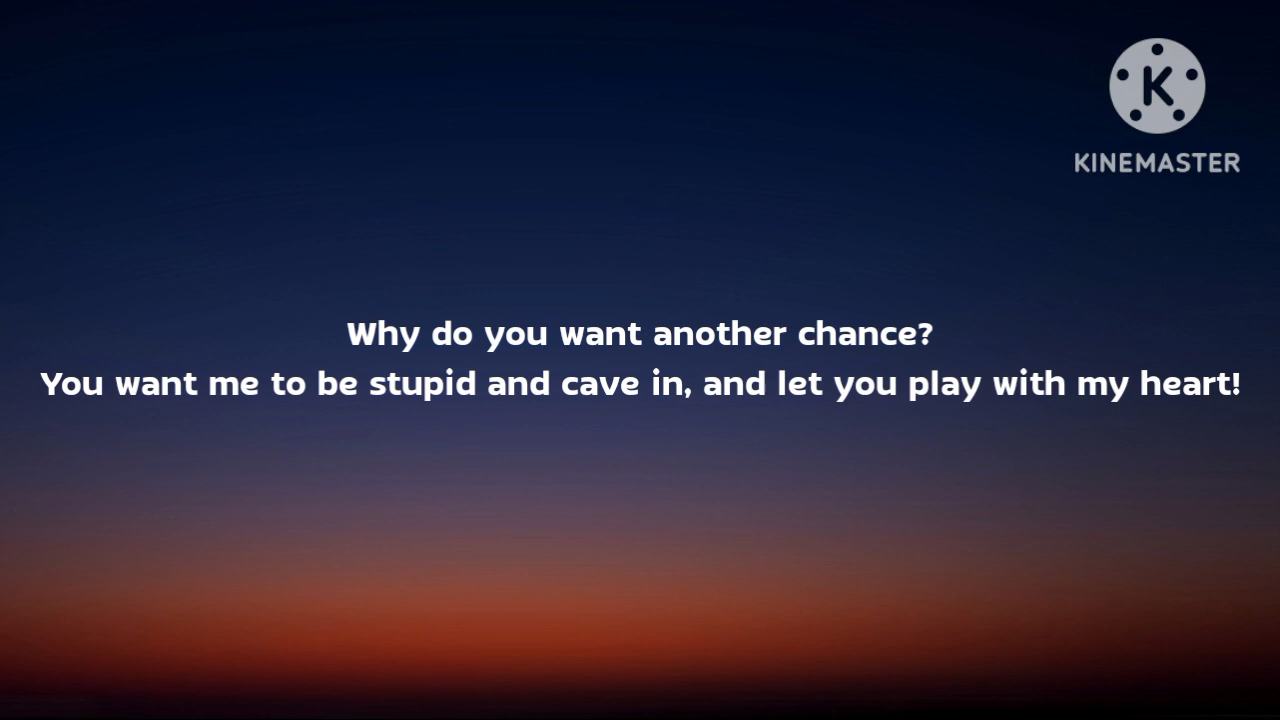 K
KINEMASTER
Why do you want another chance?
You want me to be stupid and cave in, and let you play with my heart!